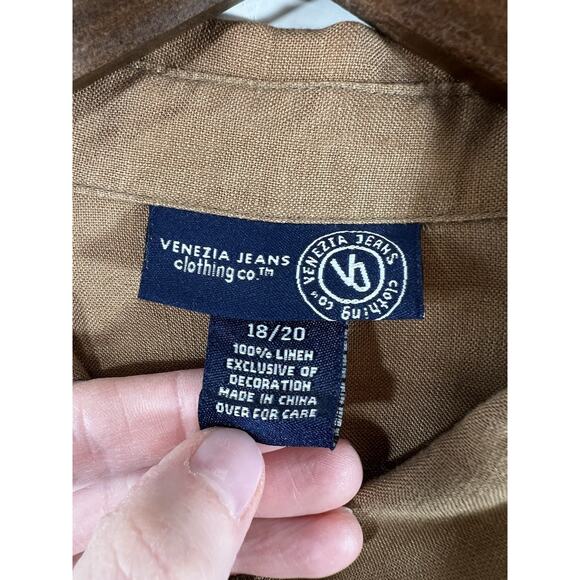 VENEZIA JEANS
clothing co.™
VENEZIA JEANS
clothing co™
VJ
18/20
100% LINEN
EXCLUSIVE OF
DECORATION
MADE IN CHINA
OVER FOR CARE